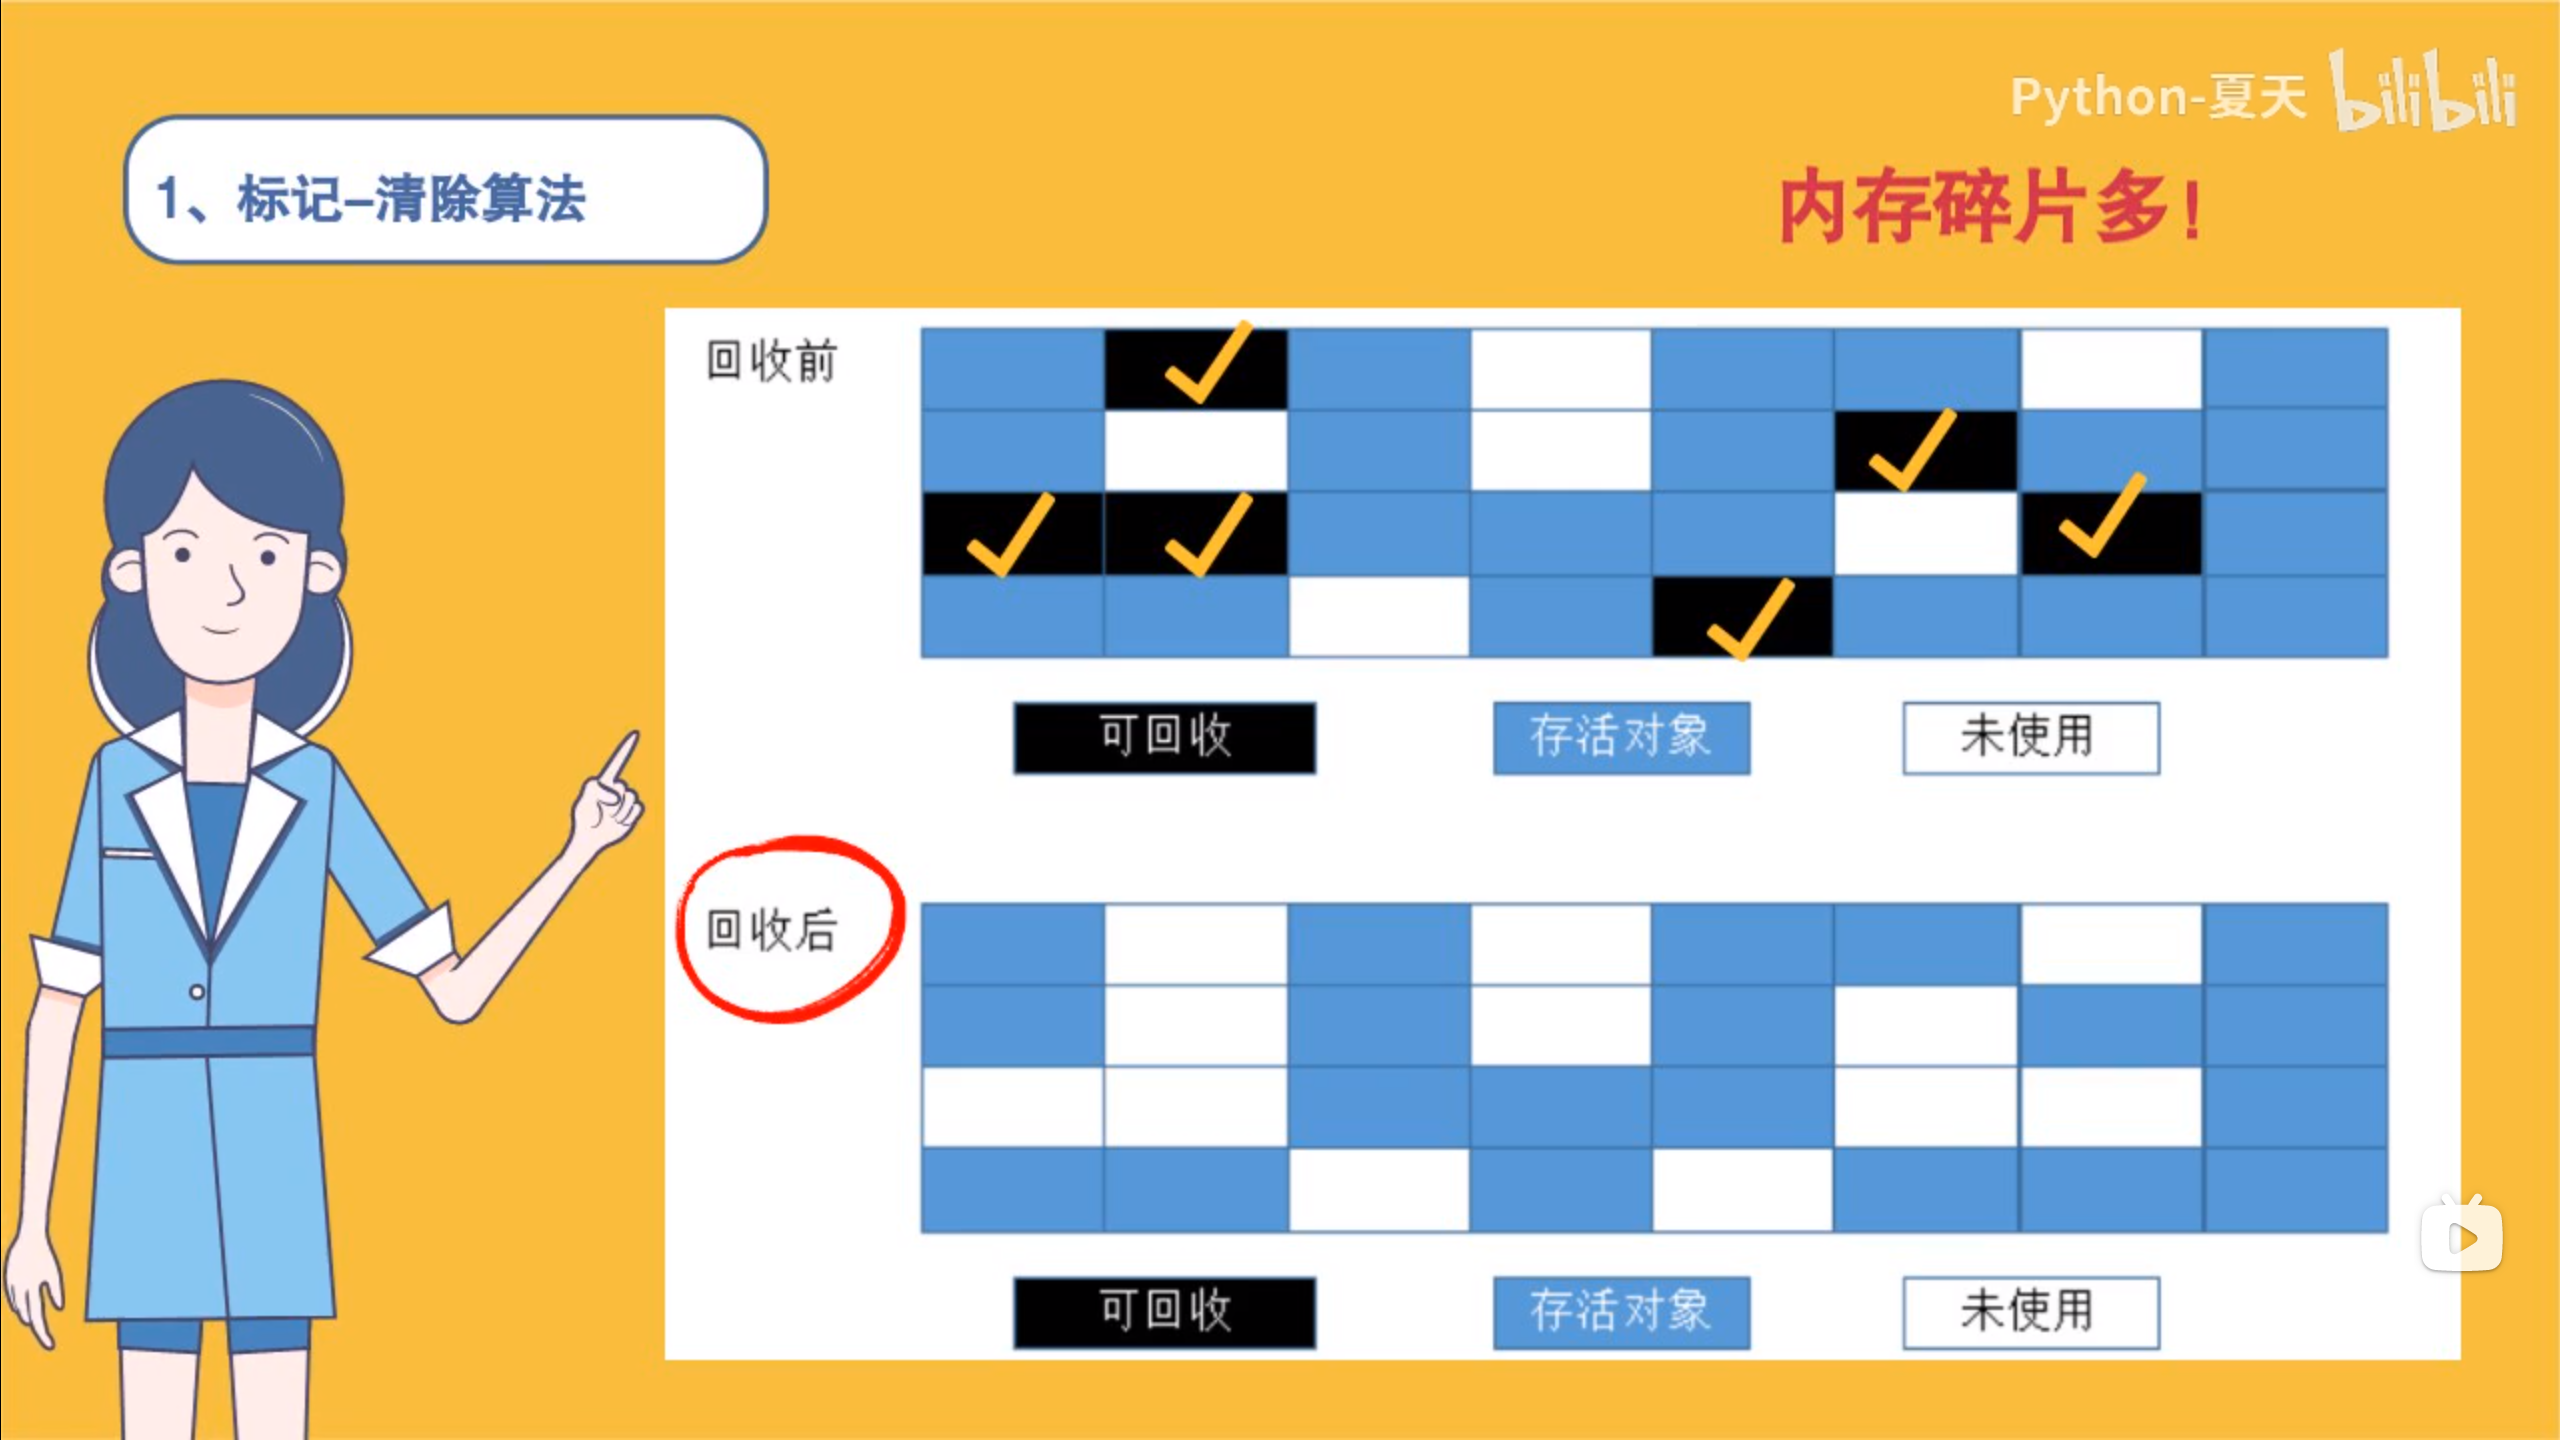 Python-夏天 bilibili
1、标记-清除算法
内存碎片多！
回收前
可回收
存活对象
未使用
回收后
可回收
存活对象
未使用